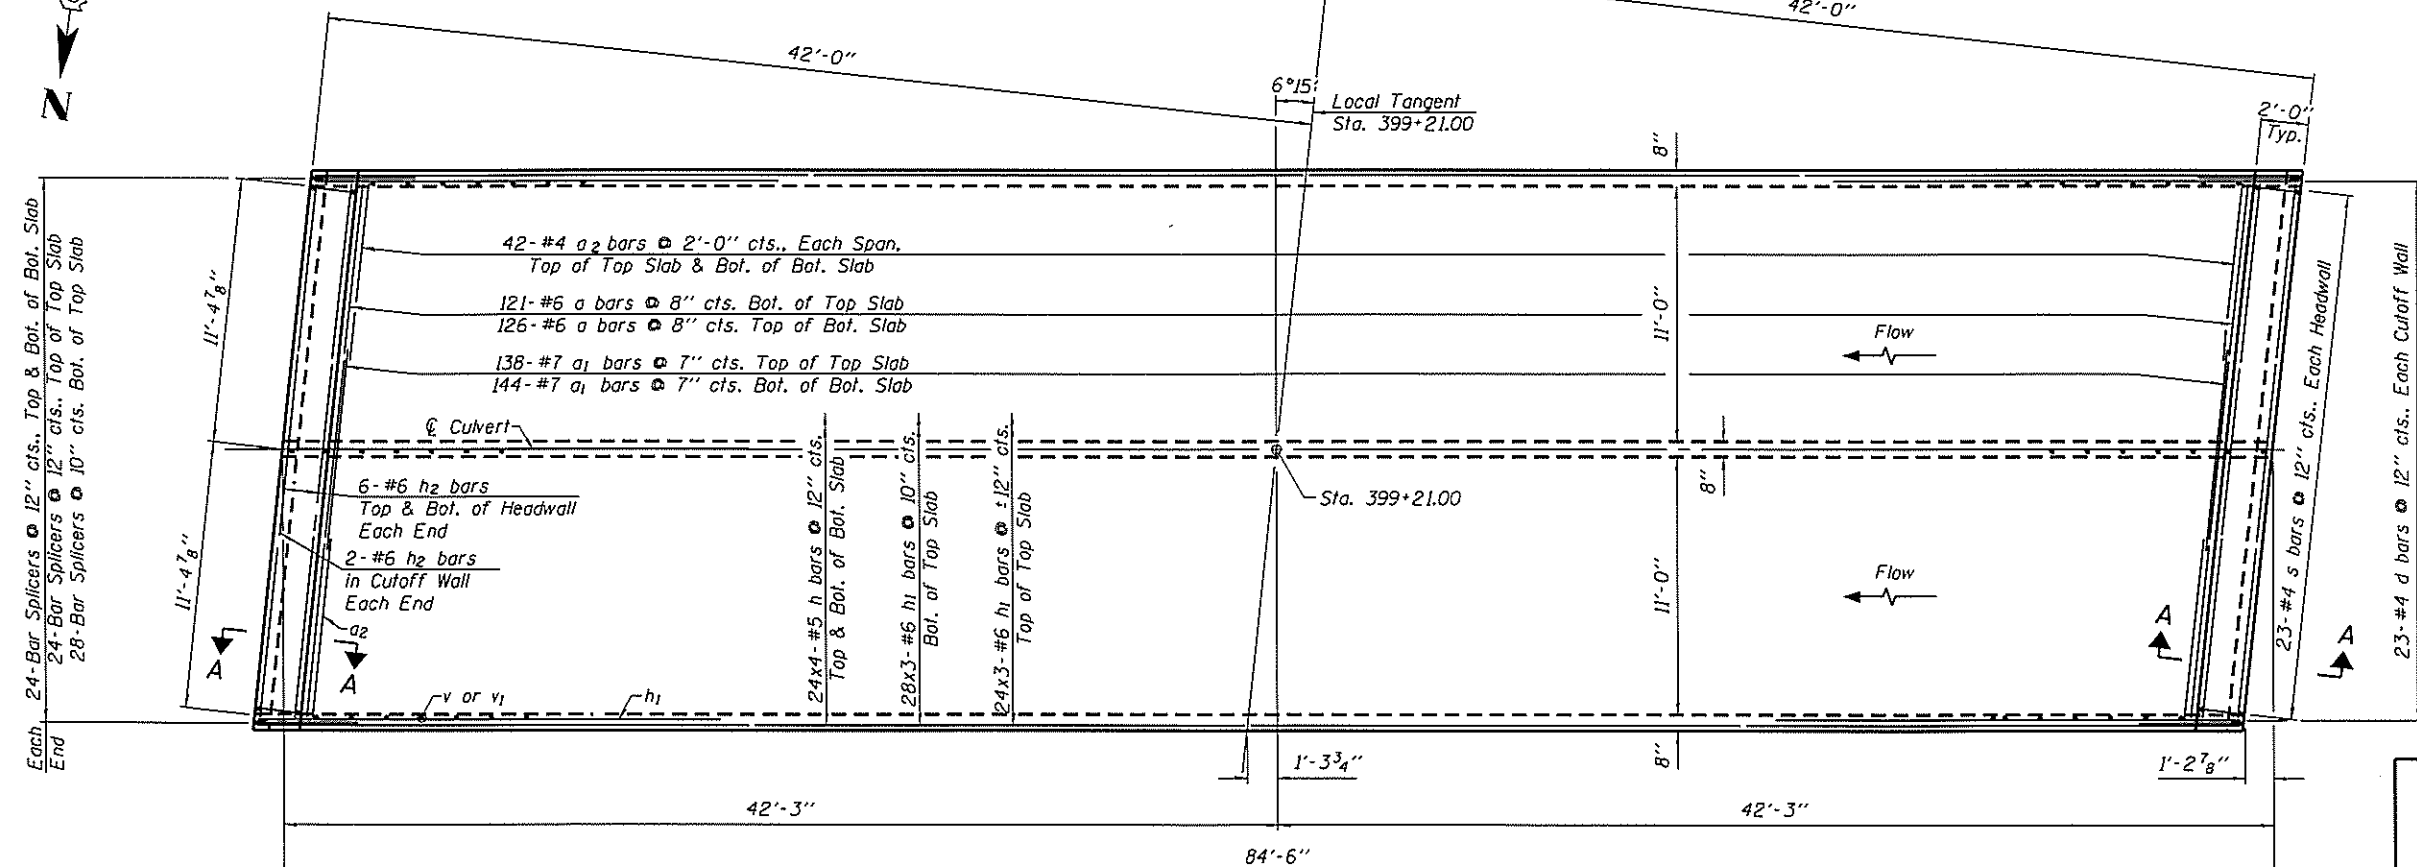 42'-0"
42'-0"
N
6°15'
Local Tangent
Sta. 399+21.00
8"
2'-0"
Typ.
24-Bar Splicers @ 12" cts., Top & Bot. of Bot. Slab
24-Bar Splicers @ 12" cts., Top of Top Slab
28-Bar Splicers @ 10" cts. Bot. of Top Slab
Each
End
11'-4 7/8"
11'-4 7/8"
42-#4 a2 bars @ 2'-0" cts., Each Span,
Top of Top Slab & Bot. of Bot. Slab
121-#6 a bars @ 8" cts. Bot. of Top Slab
126-#6 a bars @ 8" cts. Top of Bot. Slab
138-#7 a1 bars @ 7" cts. Top of Top Slab
144-#7 a1 bars @ 7" cts. Bot. of Bot. Slab
11'-0"
Flow
℄ Culvert
6-#6 h2 bars
Top & Bot. of Headwall
Each End
2-#6 h2 bars
in Cutoff Wall
Each End
a2
24x4-#5 h bars @ 12" cts.
Top & Bot. of Bot. Slab
28x3-#6 h1 bars @ 10" cts.
Bot. of Top Slab
24x3-#6 h1 bars @ ±12" cts.
Top of Top Slab
Sta. 399+21.00
8"
11'-0"
Flow
23-#4 s bars @ 12" cts., Each Headwall
23-#4 d bars @ 12" cts., Each Cutoff Wall
A
A
A
A
v or v1
h1
8"
1'-3 3/4"
1'-2 7/8"
42'-3"
42'-3"
84'-6"